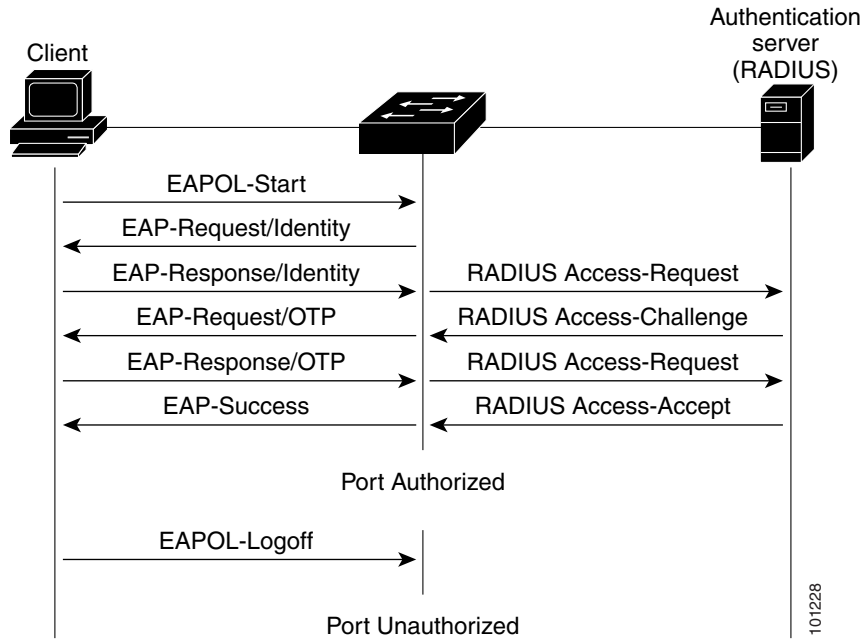 Authentication
server
(RADIUS)
Client
EAPOL-Start
EAP-Request/Identity
EAP-Response/Identity
RADIUS Access-Request
EAP-Request/OTP
RADIUS Access-Challenge
EAP-Response/OTP
RADIUS Access-Request
EAP-Success
RADIUS Access-Accept
Port Authorized
EAPOL-Logoff
Port Unauthorized
101228